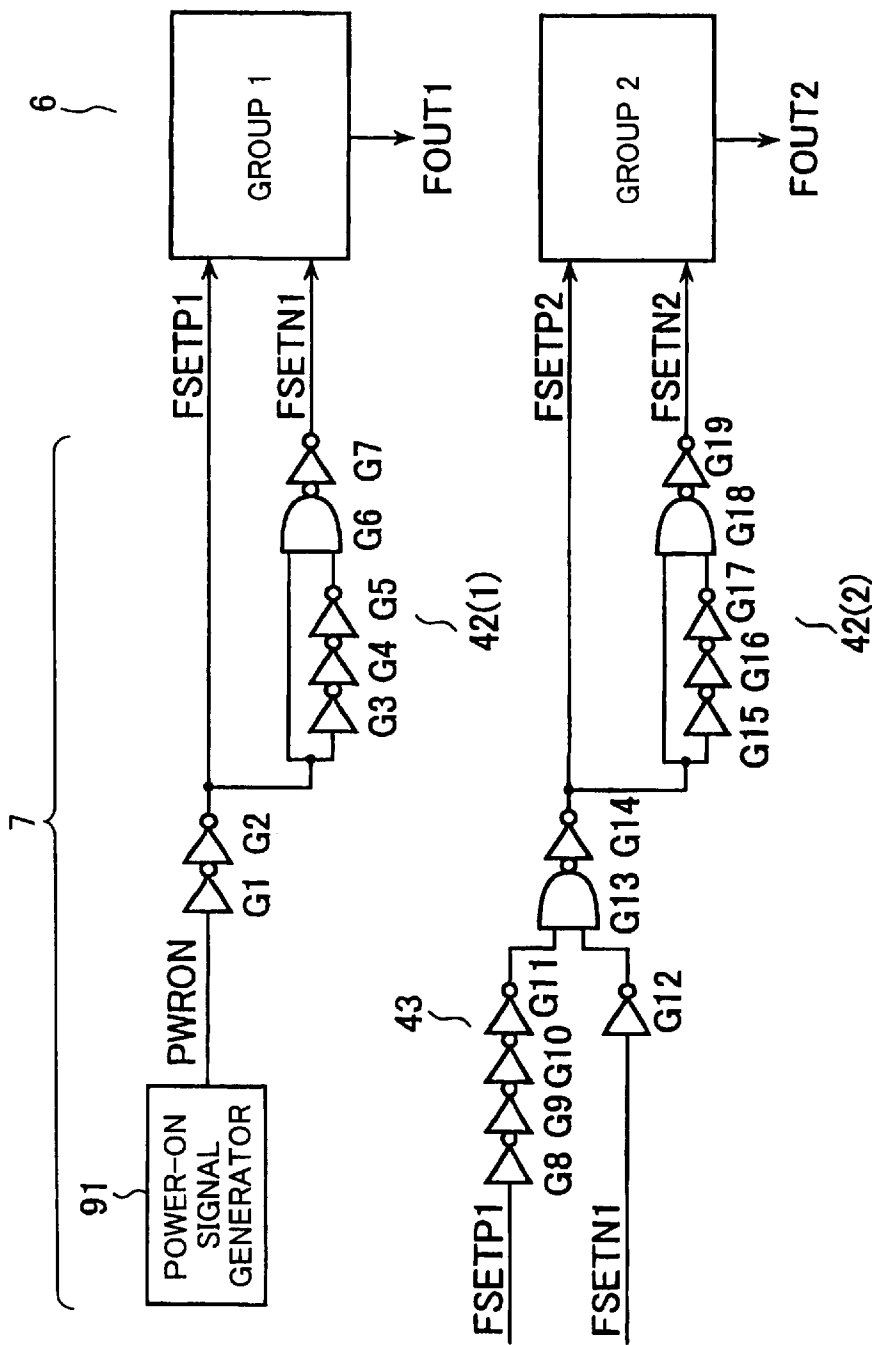 7
6
91
POWER-ON
SIGNAL
GENERATOR
PWRON
G1
G2
FSETP1
FSETN1
G3
G4
G5
G6
G7
42(1)
GROUP 1
FOUT1
FSETP1
FSETN1
43
G8
G9
G10
G11
G12
G13
G14
FSETP2
FSETN2
G15
G16
G17
G18
G19
42(2)
GROUP 2
FOUT2